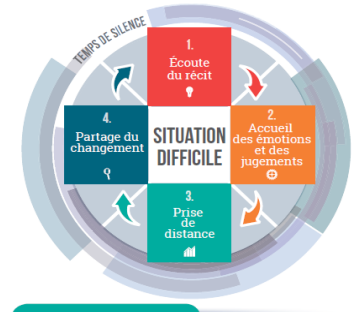 TEMPS DE SILENCE
1.
Écoute
du récit
2.
Accueil
des émotions
et des
jugements
SITUATION
DIFFICILE
4.
Partage du
changement
3.
Prise
de
distance